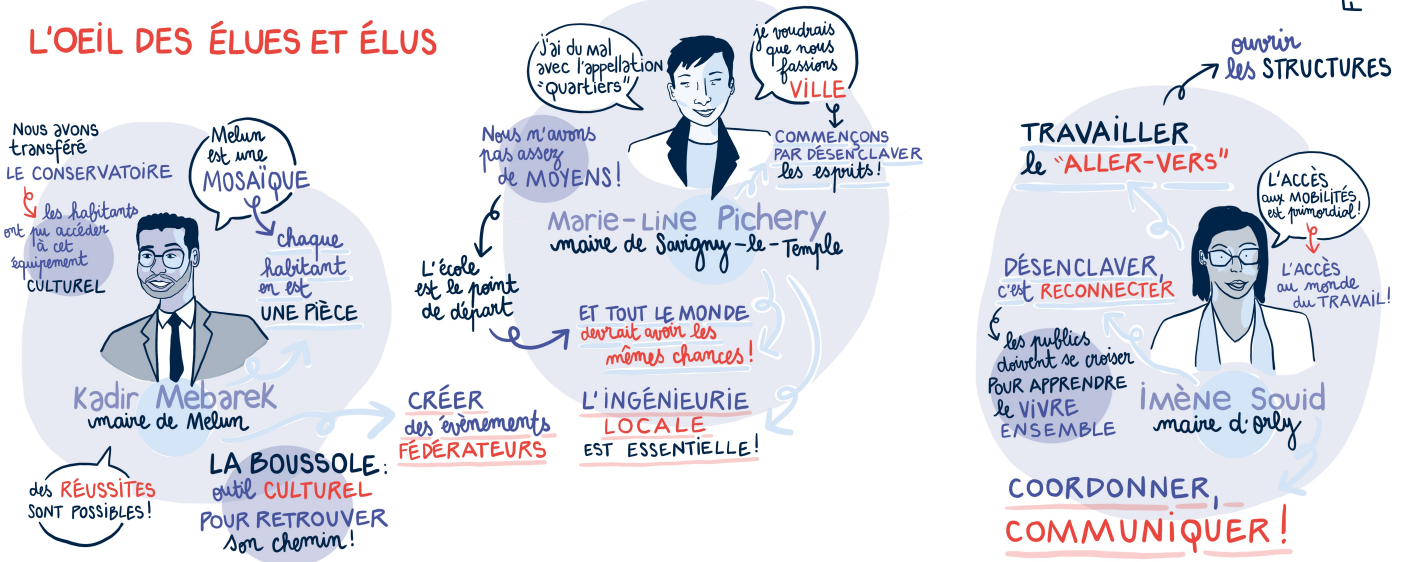 L'OEIL DES ÉLUES ET ÉLUS
Nous avons
transféré
LE CONSERVATOIRE
les habitants
ont pu accéder
à cet
équipement
CULTUREL
Melun
est une
MOSAÏQUE
chaque
habitant
en est
UNE PIÈCE
Kadir Mebarek
maire de Melun
des RÉUSSITES
SONT POSSIBLES!
LA BOUSSOLE:
outil CULTUREL
POUR RETROUVER
son chemin!
CRÉER
des évènements
FÉDÉRATEURS
J'ai du mal
avec l'appellation
"quartiers"
je voudrais
que nous
fassions
VILLE
COMMENÇONS
PAR DÉSENCLAVER
les esprits!
Nous n'avons
pas assez
de MOYENS!
Marie-Line Pichery
maire de Savigny-le-Temple
L'école
est le point
de départ
ET TOUT LE MONDE
devrait avoir les
mêmes chances!
L'INGÉNIERIE
LOCALE
EST ESSENTIELLE!
ouvrir
les STRUCTURES
TRAVAILLER
le "ALLER-VERS"
L'ACCÈS
aux MOBILITÉS
est primordial!
L'ACCÈS
au monde
du TRAVAIL!
DÉSENCLAVER,
c'est RECONNECTER
les publics
doivent se croiser
POUR APPRENDRE
le VIVRE
ENSEMBLE
Imène Souid
maire d'orly
COORDONNER,
COMMUNIQUER!